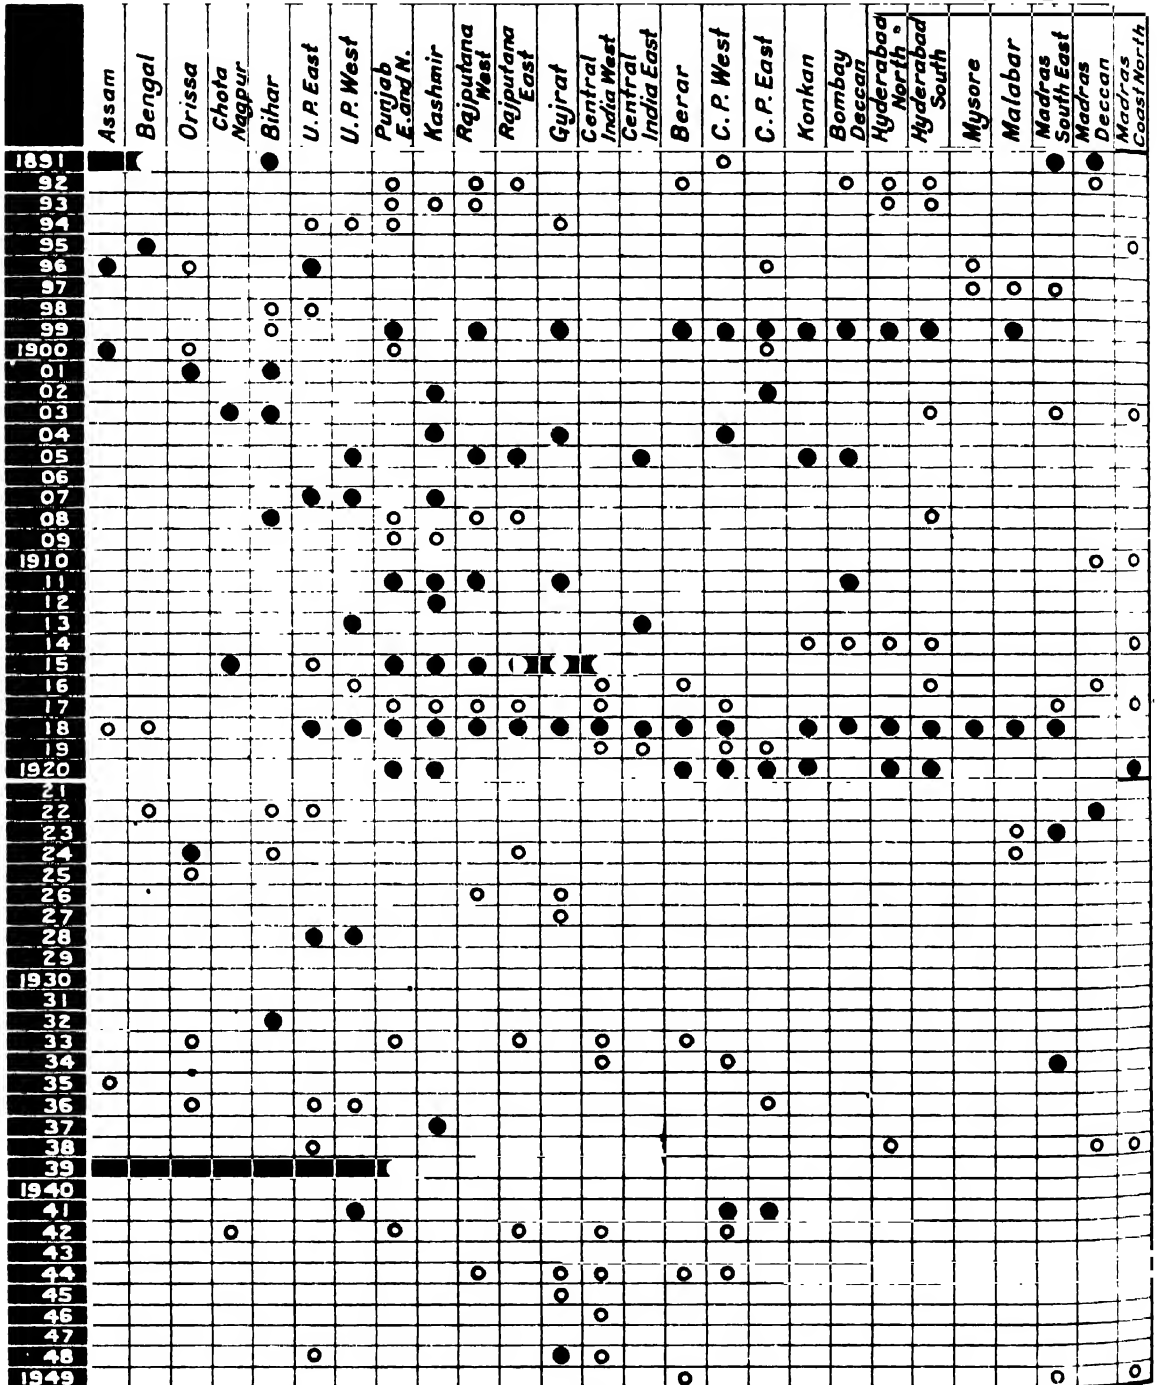 Assam
Bengal
Orissa
Chota
Nagpur
Bihar
U.P. East
U.P. West
Punjab
E. and N.
Kashmir
Rajputana
West
Rajputana
East
Gujrat
Central
India West
Central
India East
Berar
C.P. West
C.P. East
Konkan
Bombay
Deccan
Hyderabad
North
Hyderabad
South
Mysore
Malabar
Madras
South East
Madras
Deccan
Madras
Coast North
1891
92
93
94
95
96
97
98
99
1900
01
02
03
04
05
06
07
08
09
1910
11
12
13
14
15
16
17
18
19
1920
21
22
23
24
25
26
27
28
29
1930
31
32
33
34
35
36
37
38
39
1940
41
42
43
44
45
46
47
48
1949